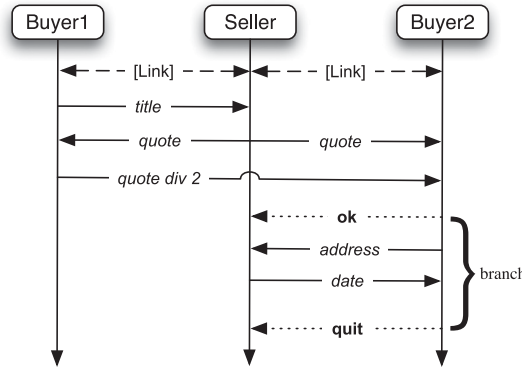 Buyer1 Seller Buyer2
[Link] [Link]
title
quote quote
quote div 2
ok
address
branch
date
quit